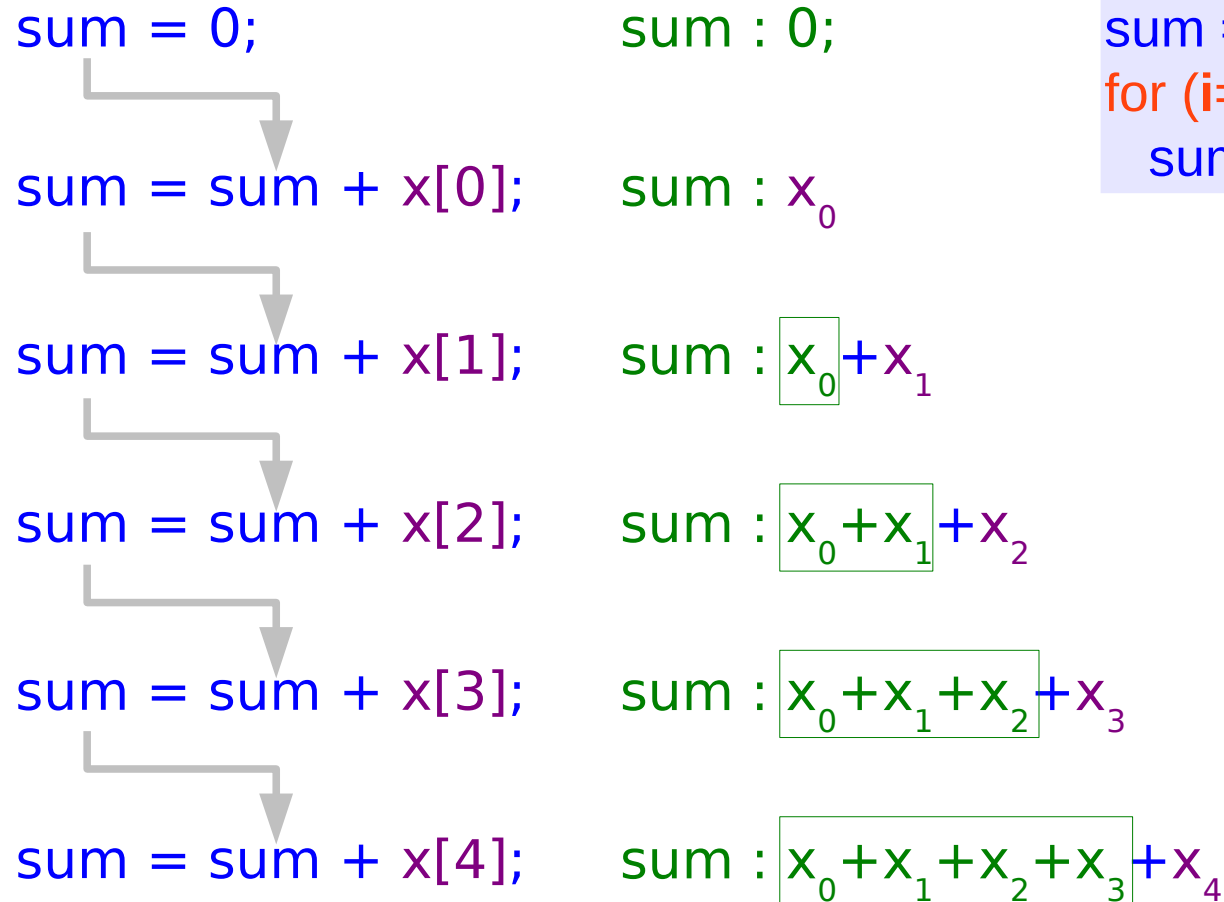 sum = 0;
sum : 0;
sum =
for (i=
sum
sum = sum + x[0];
sum : x₀
sum = sum + x[1];
sum : x₀+x₁
sum = sum + x[2];
sum : x₀+x₁+x₂
sum = sum + x[3];
sum : x₀+x₁+x₂+x₃
sum = sum + x[4];
sum : x₀+x₁+x₂+x₃+x₄